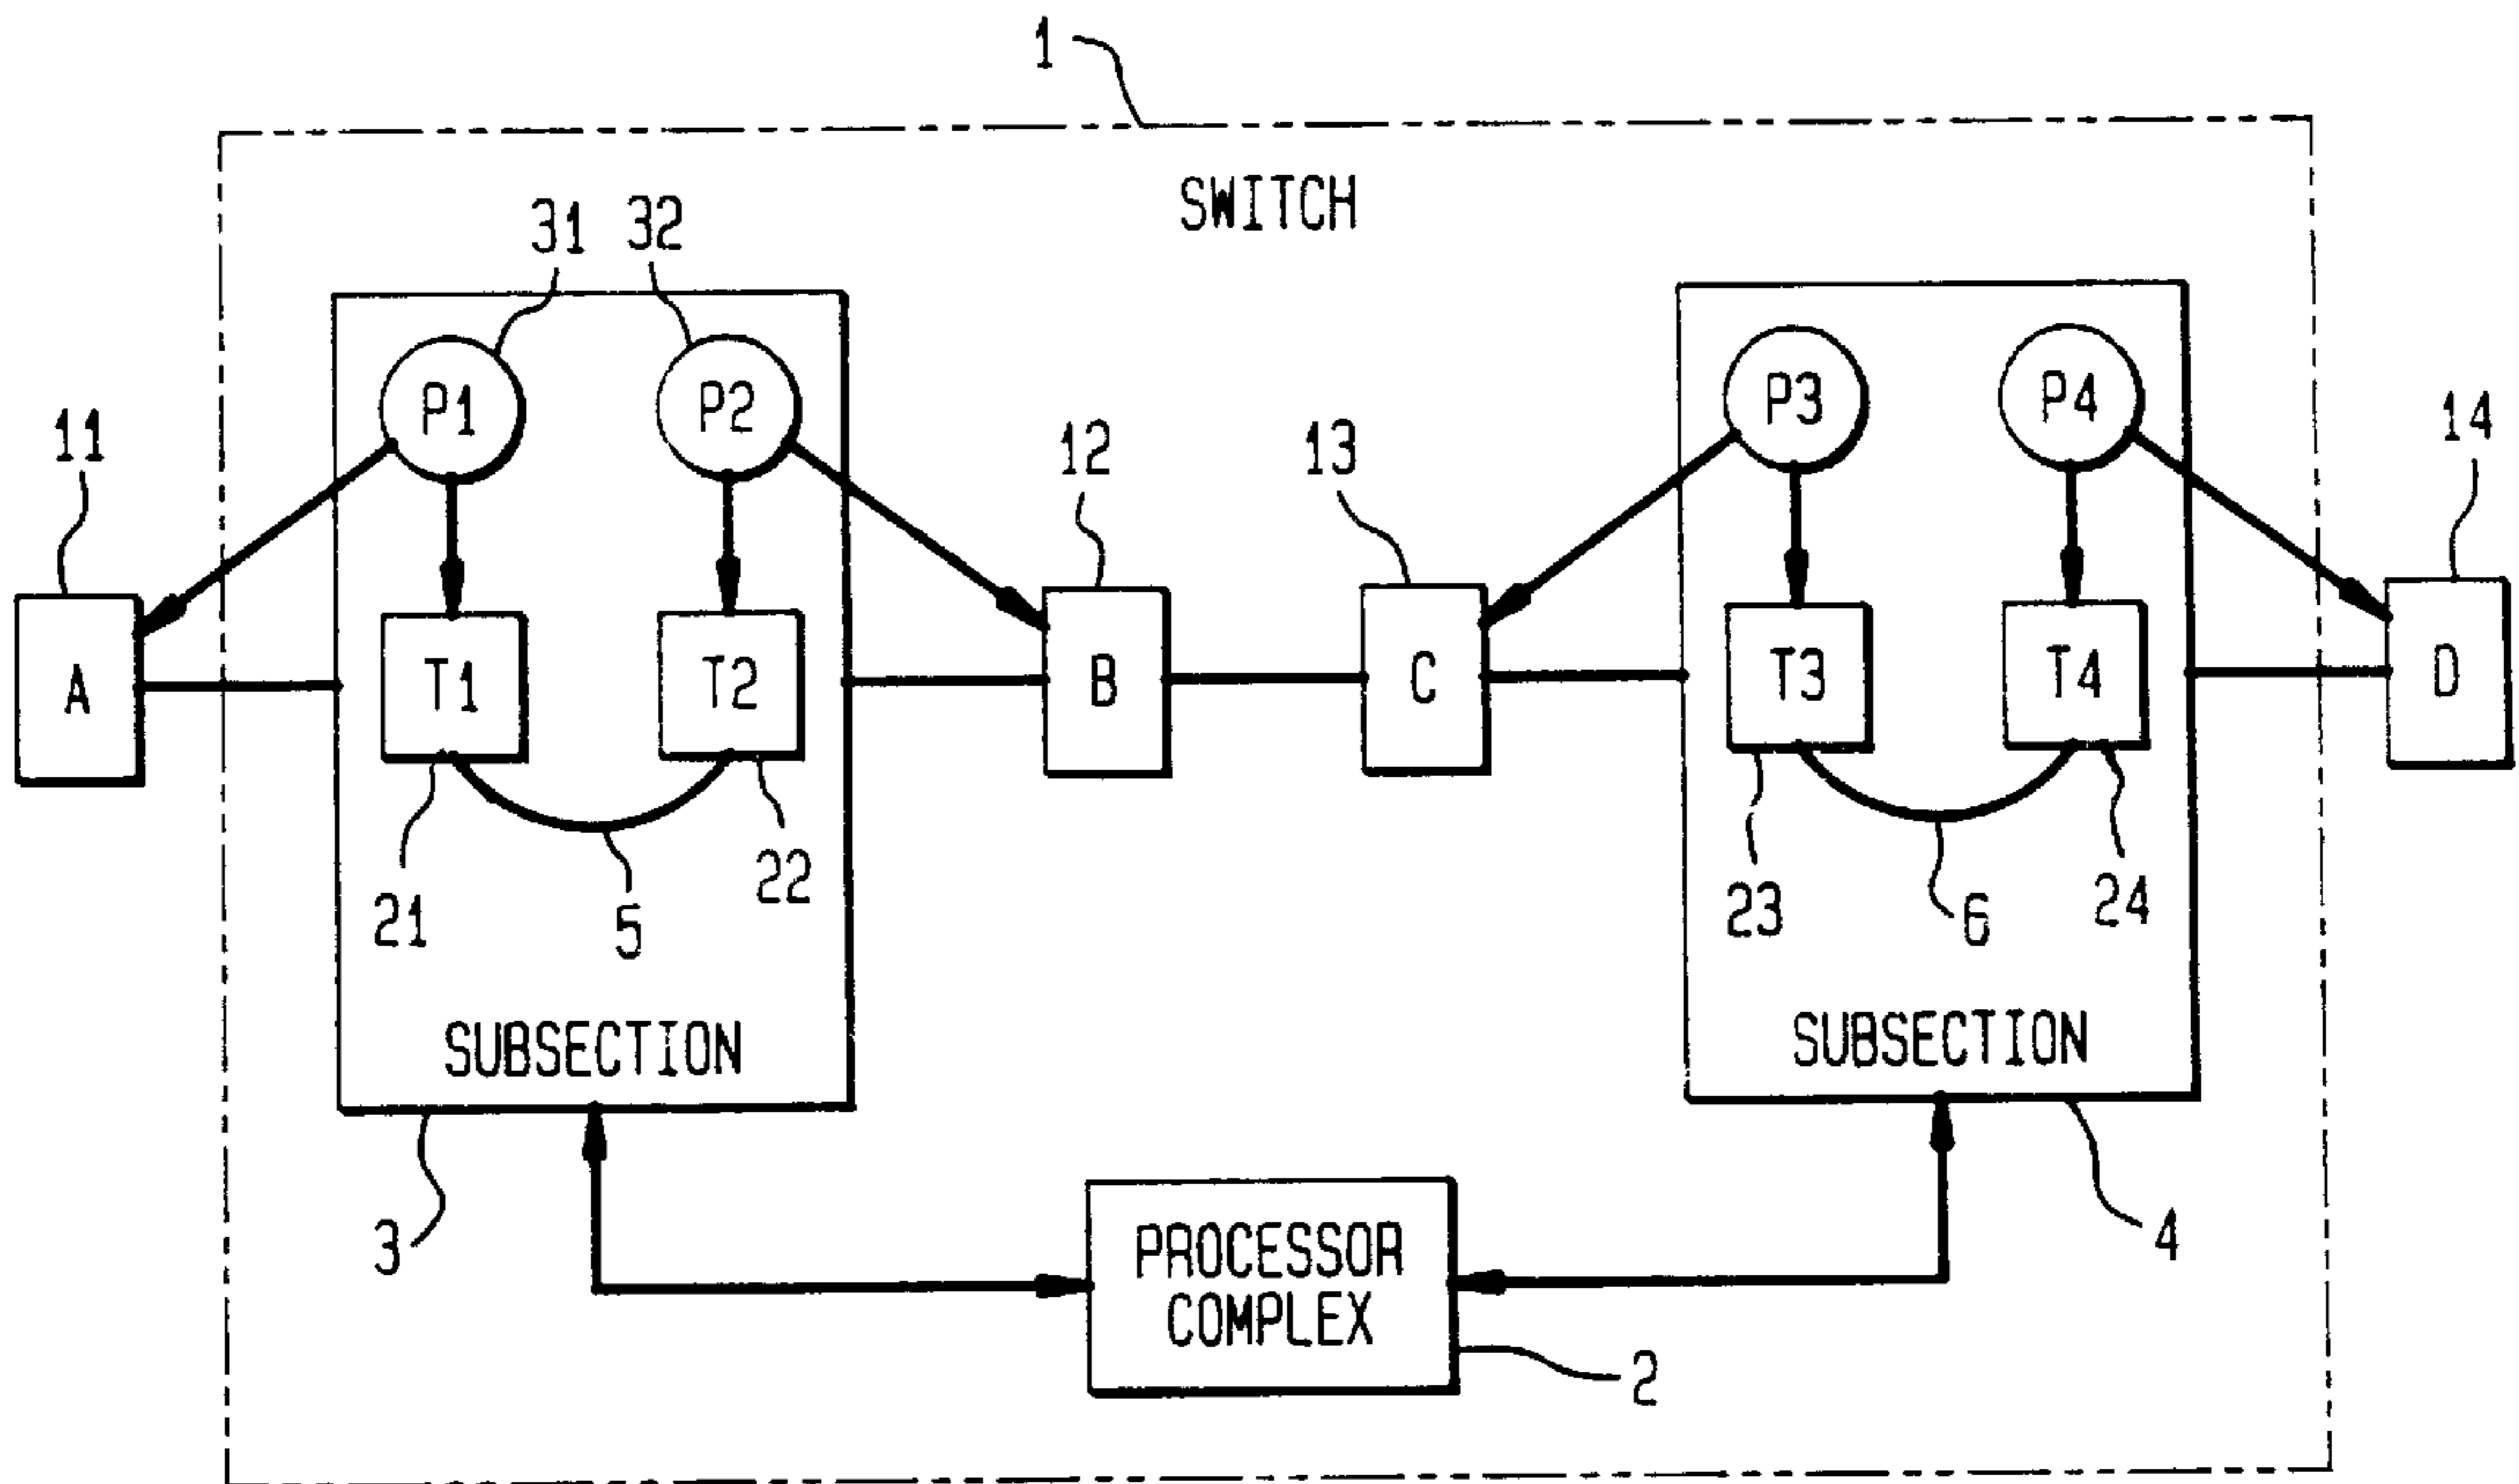 1
SWITCH
31 32
P1 P2 P3 P4
11 12 13 14
A T1 T2 B C T3 T4 D
21 5 22 23 6 24
SUBSECTION SUBSECTION
3 4
PROCESSOR
COMPLEX
2